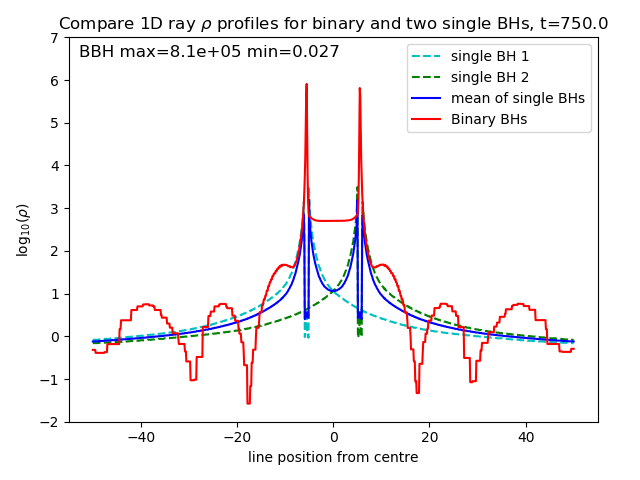 Compare 1D ray ρ profiles for binary and two single BHs, t=750.0
BBH max=8.1e+05 min=0.027
single BH 1
single BH 2
mean of single BHs
Binary BHs
7
6
5
4
3
2
1
0
−1
−2
log10(ρ)
−40 −20 0 20 40
line position from centre